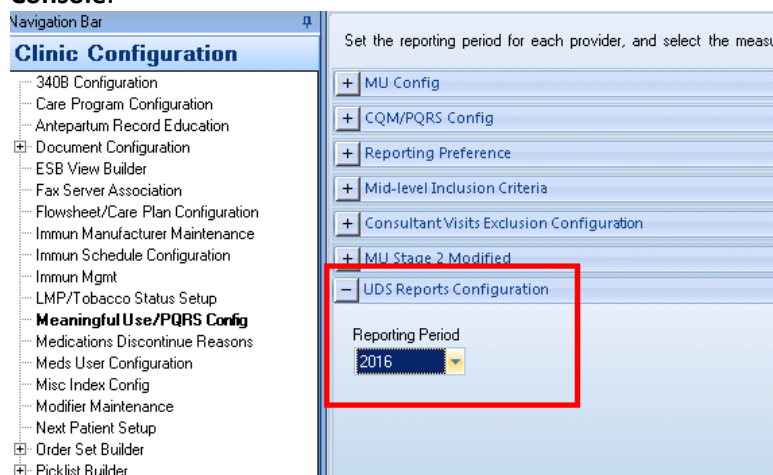 Console.
Navigation Bar
Clinic Configuration
340B Configuration
Care Program Configuration
Antepartum Record Education
Document Configuration
ESB View Builder
Fax Server Association
Flowsheet/Care Plan Configuration
Immun Manufacturer Maintenance
Immun Schedule Configuration
Immun Mgmt
LMP/Tobacco Status Setup
Meaningful Use/PQRS Config
Medications Discontinue Reasons
Meds User Configuration
Misc Index Config
Modifier Maintenance
Next Patient Setup
Order Set Builder
Picklist Builder
Set the reporting period for each provider, and select the measu
MU Config
CQM/PQRS Config
Reporting Preference
Mid-level Inclusion Criteria
Consultant Visits Exclusion Configuration
MU Stage 2 Modified
UDS Reports Configuration
Reporting Period
2016